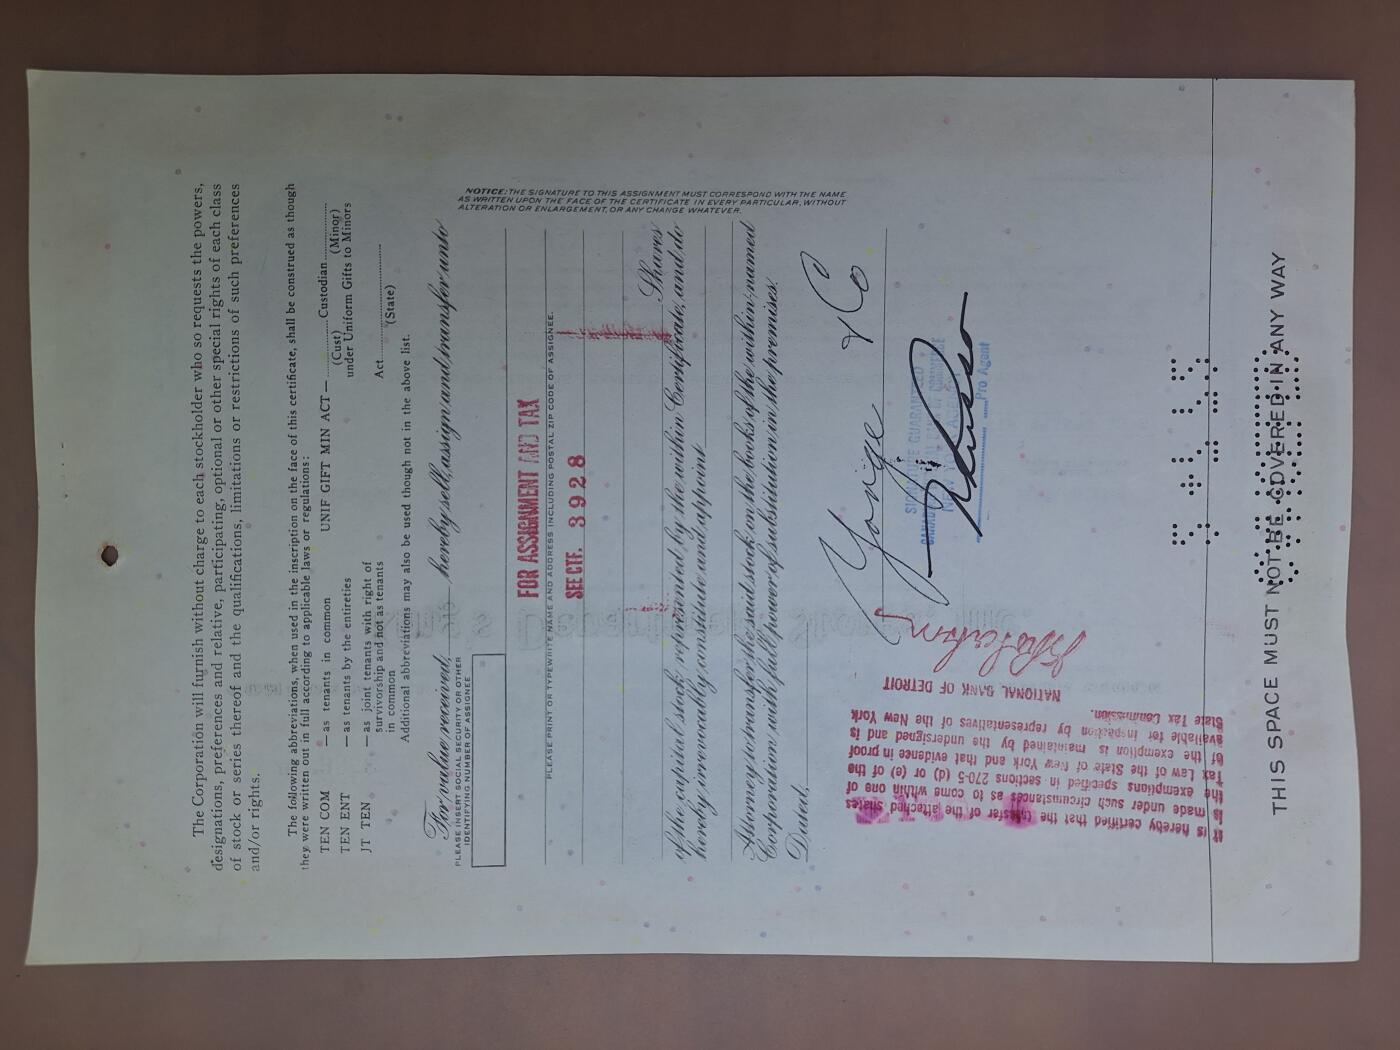 The Corporation will furnish without charge to each stockholder who so requests the powers,
designations, preferences and relative, participating, optional or other special rights of each class
of stock or series thereof and the qualifications, limitations or restrictions of such preferences
and/or rights.
The following abbreviations, when used in the inscription on the face of this certificate, shall be construed as though
they were written out in full according to applicable laws or regulations:
TEN COM — as tenants in common UNIF GIFT MIN ACT — ............ Custodian ............
(Cust) (Minor)
TEN ENT — as tenants by the entireties under Uniform Gifts to Minors
JT TEN — as joint tenants with right of Act ............
survivorship and not as tenants (State)
in common
Additional abbreviations may also be used though not in the above list.
For value received, hereby sell, assign and transfer unto
PLEASE INSERT SOCIAL SECURITY OR OTHER
IDENTIFYING NUMBER OF ASSIGNEE
FOR ASSIGNMENT AND TAX
PLEASE PRINT OR TYPEWRITE NAME AND ADDRESS INCLUDING POSTAL ZIP CODE OF ASSIGNEE.
SEE CTF. 3928
Shares
of the capital stock represented by the within Certificate, and do
hereby irrevocably constitute and appoint
Attorney to transfer the said stock on the books of the within-named
Corporation with full power of substitution in the premises.
Dated,
NOTICE: THE SIGNATURE TO THIS ASSIGNMENT MUST CORRESPOND WITH THE NAME
AS WRITTEN UPON THE FACE OF THE CERTIFICATE IN EVERY PARTICULAR, WITHOUT
ALTERATION OR ENLARGEMENT, OR ANY CHANGE WHATEVER.
Yonge & Co
SIGNATURE GUARANTEED
Pro Agent
It is hereby certified that the transfer of the attached shares
is made under such circumstances as to come within one of
the exemptions specified in sections 270-5 (d) or (e) of the
Tax Law of the State of New York and that evidence in proof
of the exemption is maintained by the undersigned and is
available for inspection by representatives of the New York
State Tax Commission.
NATIONAL BANK OF DETROIT
THIS SPACE MUST NOT BE COVERED IN ANY WAY